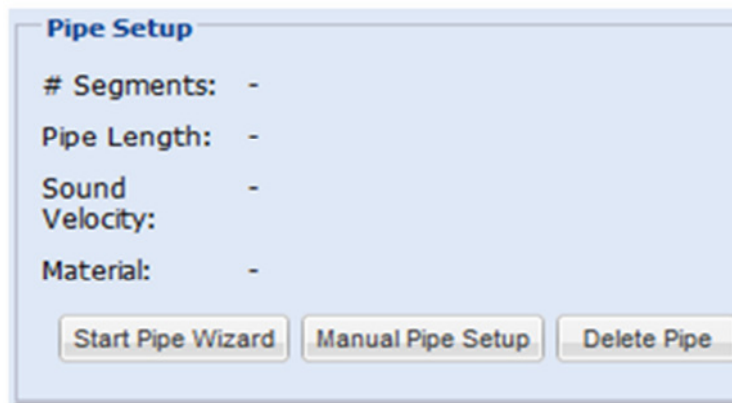 Pipe Setup
# Segments: -
Pipe Length: -
Sound -
Velocity:
Material: -
Start Pipe Wizard Manual Pipe Setup Delete Pipe